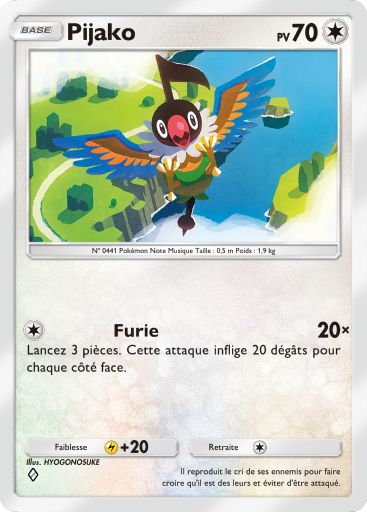 BASE Pijako PV 70
N° 0441 Pokémon Note Musique Taille : 0,5 m Poids : 1,9 kg
Furie 20×
Lancez 3 pièces. Cette attaque inflige 20 dégâts pour
chaque côté face.
Faiblesse +20 Retraite
Illus. HYOGONOSUKE
Il reproduit le cri de ses ennemis pour faire
croire qu'il est des leurs et éviter d'être attaqué.